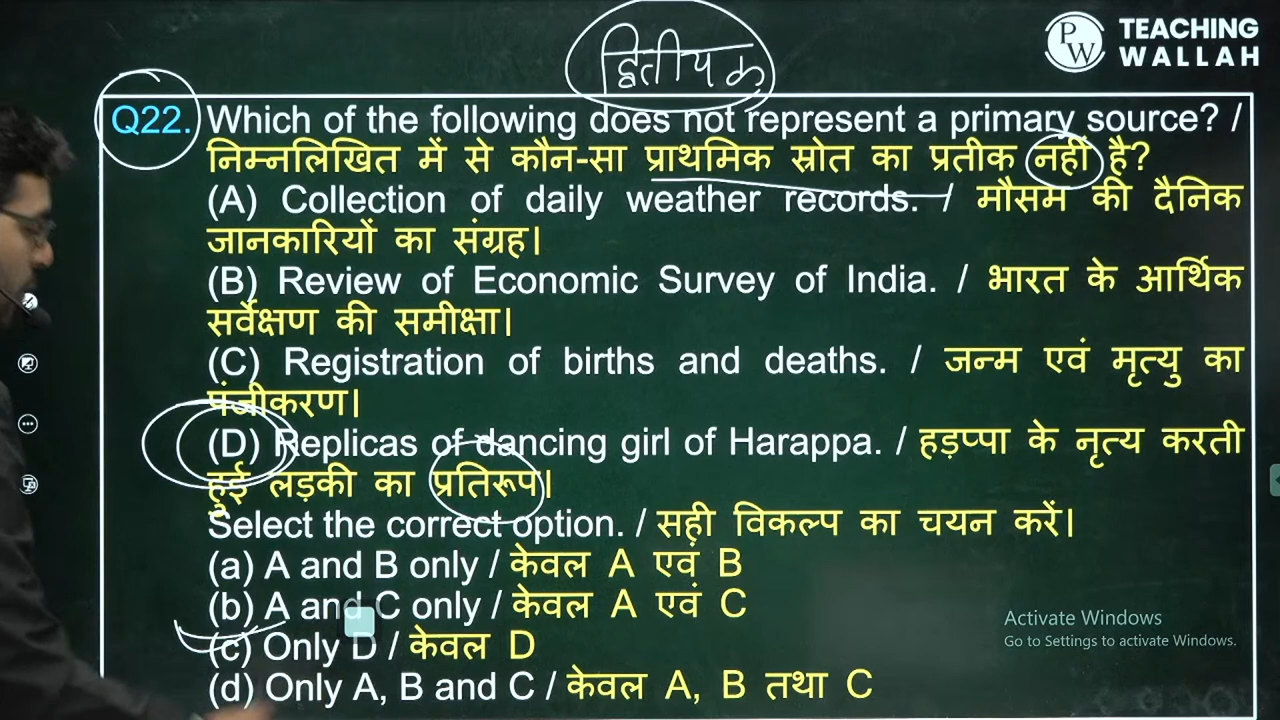 द्वितीयक
PW
TEACHING
WALLAH
Q22. Which of the following does not represent a primary source? /
निम्नलिखित में से कौन-सा प्राथमिक स्रोत का प्रतीक नहीं है?
(A) Collection of daily weather records. / मौसम की दैनिक
जानकारियों का संग्रह।
(B) Review of Economic Survey of India. / भारत के आर्थिक
सर्वेक्षण की समीक्षा।
(C) Registration of births and deaths. / जन्म एवं मृत्यु का
पंजीकरण।
(D) Replicas of dancing girl of Harappa. / हड़प्पा के नृत्य करती
हुई लड़की का प्रतिरूप।
Select the correct option. / सही विकल्प का चयन करें।
(a) A and B only / केवल A एवं B
(b) A and C only / केवल A एवं C
(c) Only D / केवल D
(d) Only A, B and C / केवल A, B तथा C
Activate Windows
Go to Settings to activate Windows.